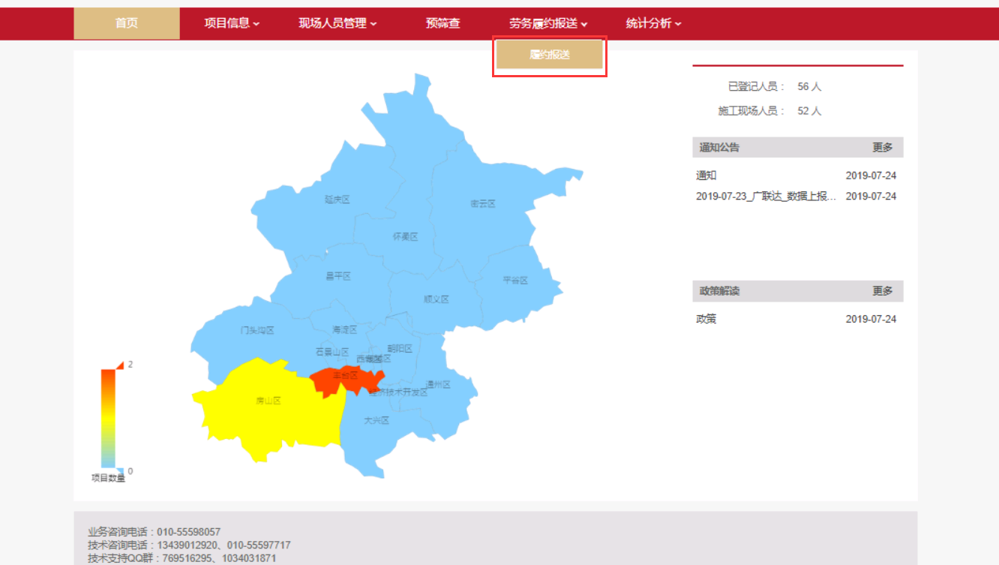 首页 项目信息 现场人员管理 预筛查 劳务履约报送 统计分析
履约报送
已登记人员： 56 人
施工现场人员： 52 人
通知公告 更多
通知 2019-07-24
2019-07-23_广联达_数据上报... 2019-07-24
政策解读 更多
政策 2019-07-24
延庆区
密云区
怀柔区
昌平区
平谷区
顺义区
门头沟区
海淀区
石景山区
朝阳区
丰台区
通州区
经济技术开发区
房山区
大兴区
2
0
项目数量
业务咨询电话：010-55598057
技术咨询电话：13439012920、010-55597717
技术支持QQ群：769516295、1034031871